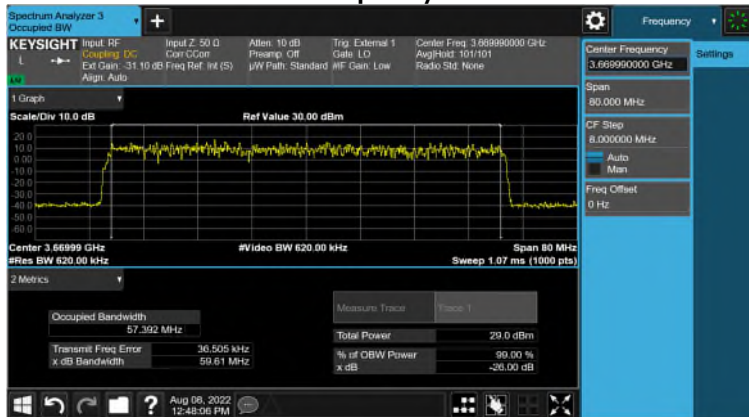 Spectrum Analyzer 3
Occupied BW
Frequency
KEYSIGHT
L
Input: RF
Coupling: DC
Ext Gain: -31.10 dB
Align: Auto
Input Z: 50 Ω
Corr CCorr
Freq Ref: Int (S)
Atten: 10 dB
Preamp: Off
µW Path: Standard
Trig: External 1
Gate: LO
#IF Gain: Low
Center Freq: 3.669990000 GHz
Avg|Hold: 101/101
Radio Std: None
Center Frequency
3.669990000 GHz
Settings
Span
80.000 MHz
CF Step
8.000000 MHz
Auto
Man
Freq Offset
0 Hz
1 Graph
Scale/Div 10.0 dB
Ref Value 30.00 dBm
20.0
10.0
0.00
-10.0
-20.0
-30.0
-40.0
-50.0
-60.0
Center 3.66999 GHz
#Video BW 620.00 kHz
Span 80 MHz
#Res BW 620.00 kHz
Sweep 1.07 ms (1000 pts)
2 Metrics
Occupied Bandwidth
57.392 MHz
Measure Trace
Trace 1
Total Power
29.0 dBm
Transmit Freq Error
36.505 kHz
% of OBW Power
99.00 %
x dB Bandwidth
59.61 MHz
x dB
-26.00 dB
Aug 08, 2022
12:48:06 PM